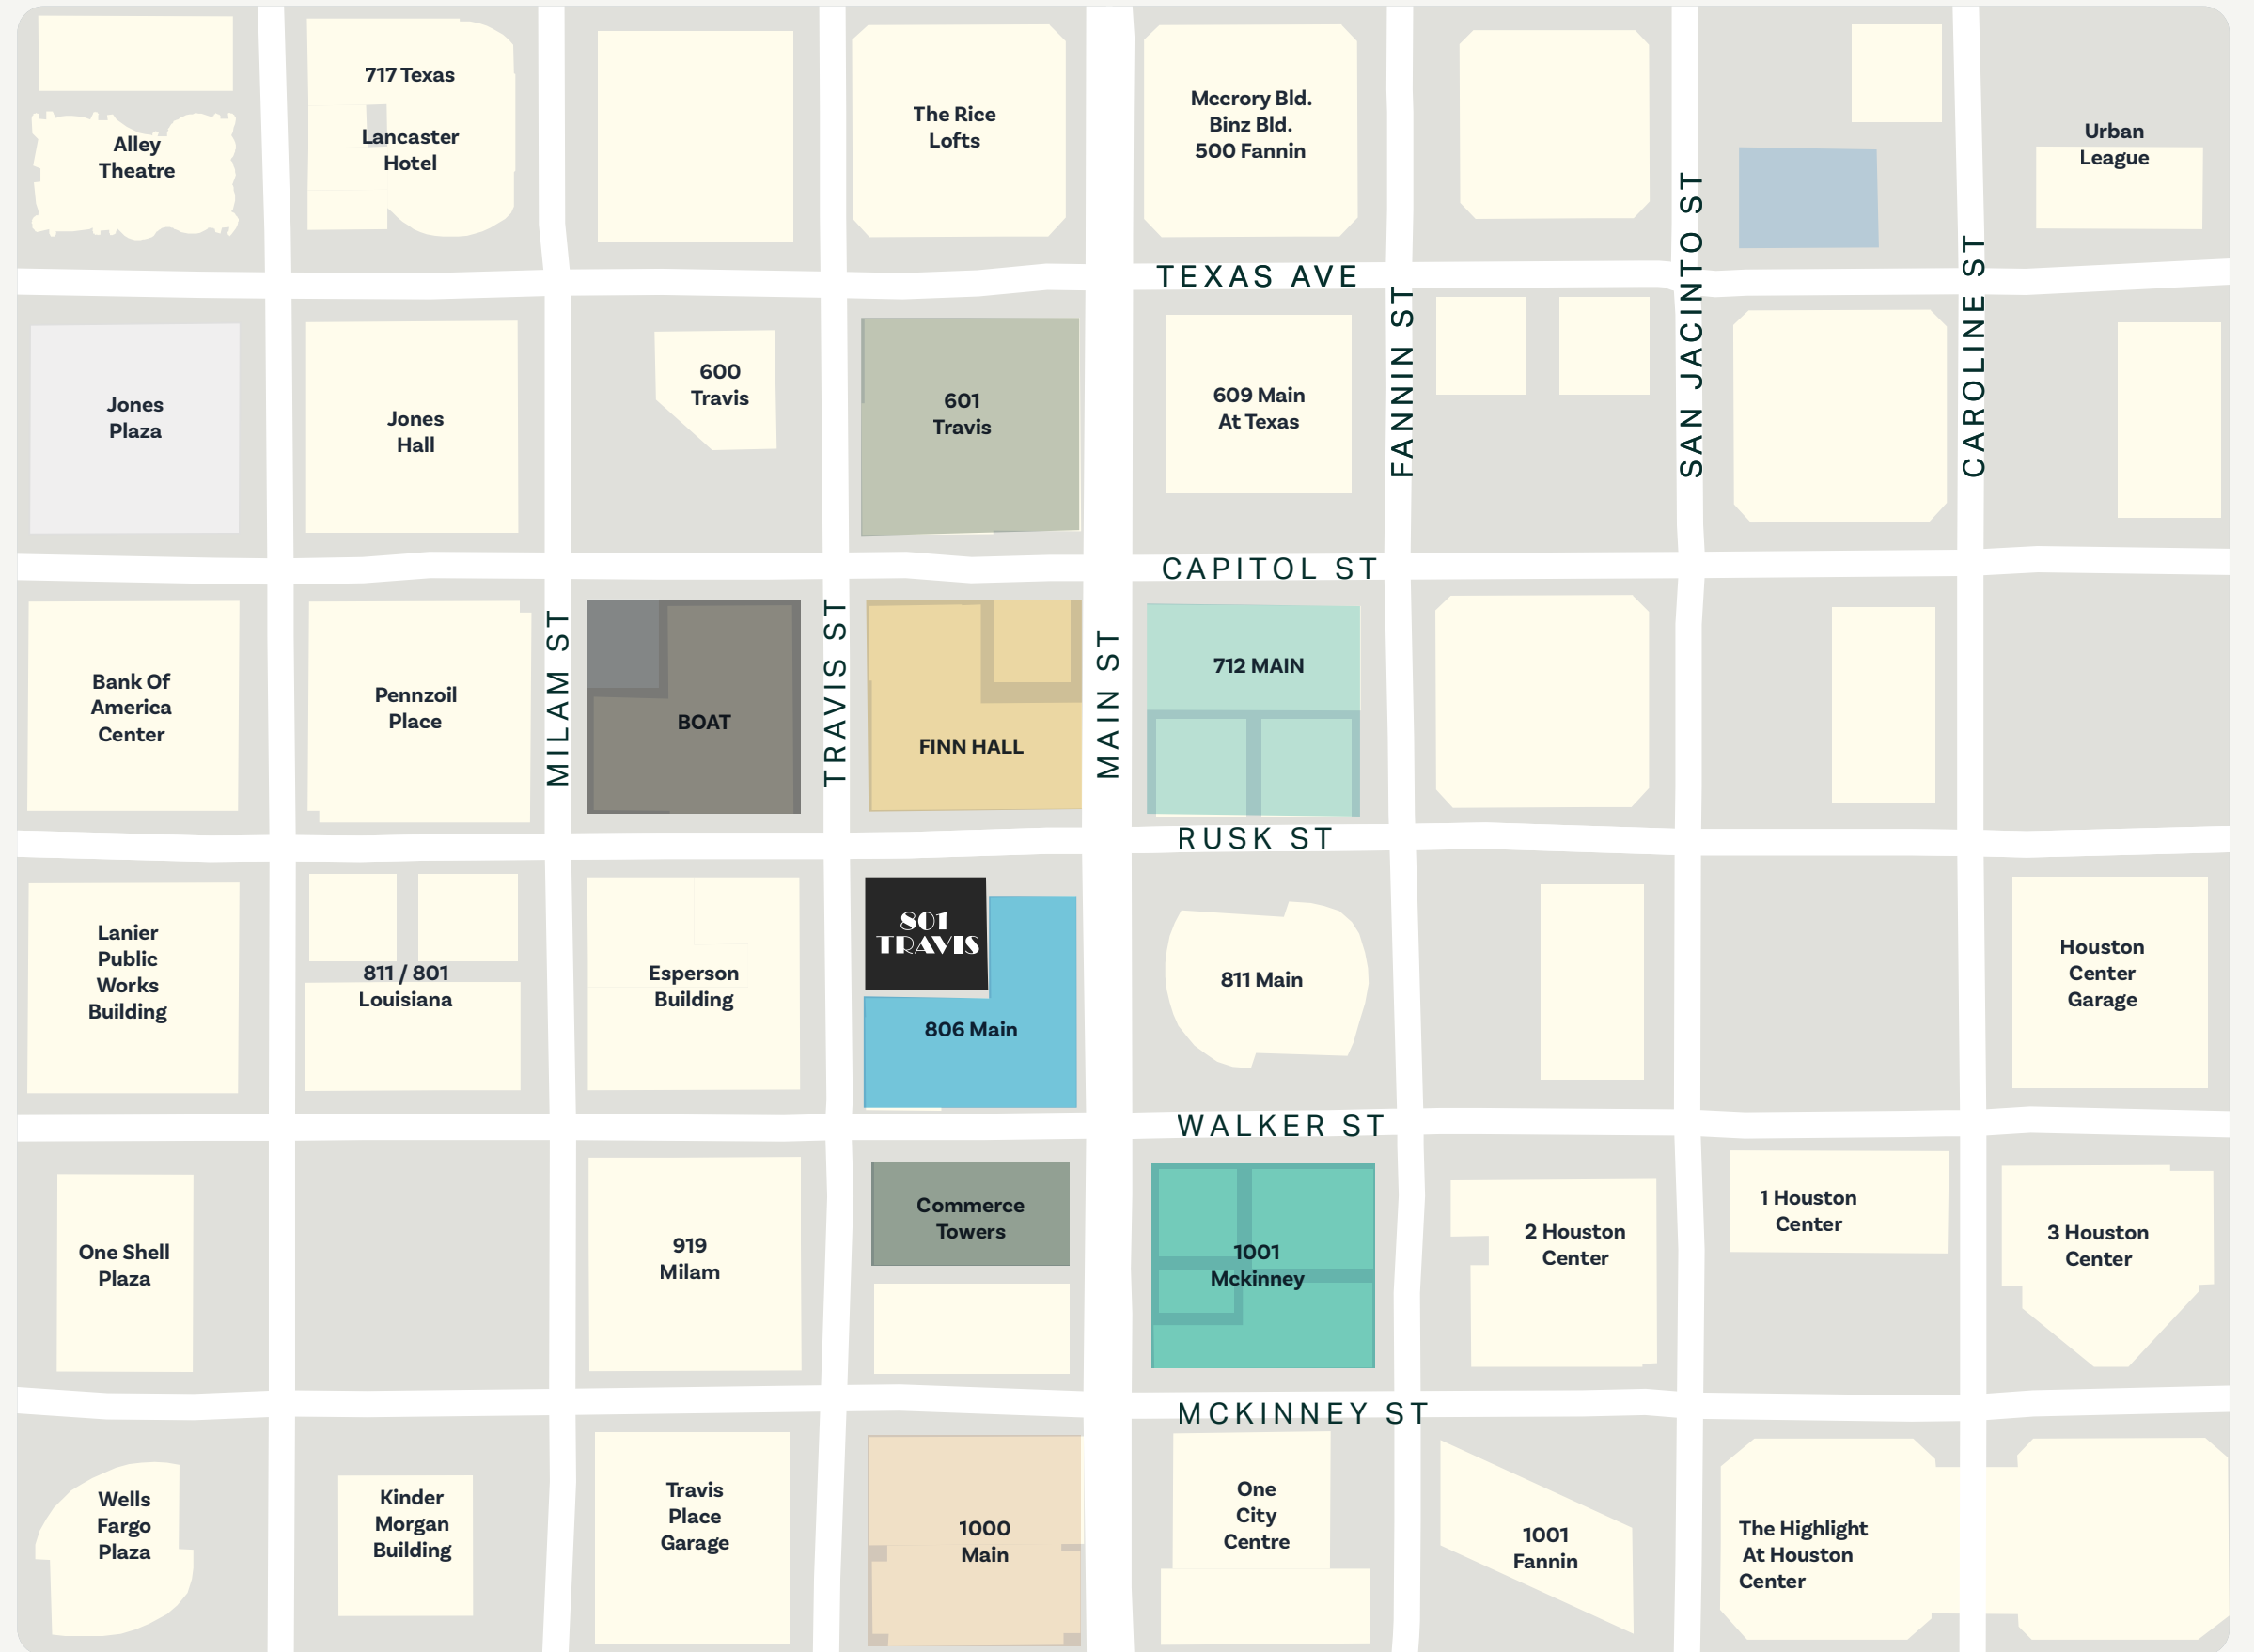 717 Texas
Lancaster
Hotel
Alley
Theatre
The Rice
Lofts
Mccrory Bld.
Binz Bld.
500 Fannin
Urban
League
TEXAS AVE
FANNIN ST
SAN JACINTO ST
CAROLINE ST
Jones
Plaza
Jones
Hall
600
Travis
601
Travis
609 Main
At Texas
CAPITOL ST
Bank Of
America
Center
Pennzoil
Place
MILAM ST
BOAT
TRAVIS ST
FINN HALL
MAIN ST
712 MAIN
RUSK ST
Lanier
Public
Works
Building
811 / 801
Louisiana
Esperson
Building
801
TRAVIS
806 Main
811 Main
Houston
Center
Garage
WALKER ST
One Shell
Plaza
919
Milam
Commerce
Towers
1001
Mckinney
2 Houston
Center
1 Houston
Center
3 Houston
Center
MCKINNEY ST
Wells
Fargo
Plaza
Kinder
Morgan
Building
Travis
Place
Garage
1000
Main
One
City
Centre
1001
Fannin
The Highlight
At Houston
Center